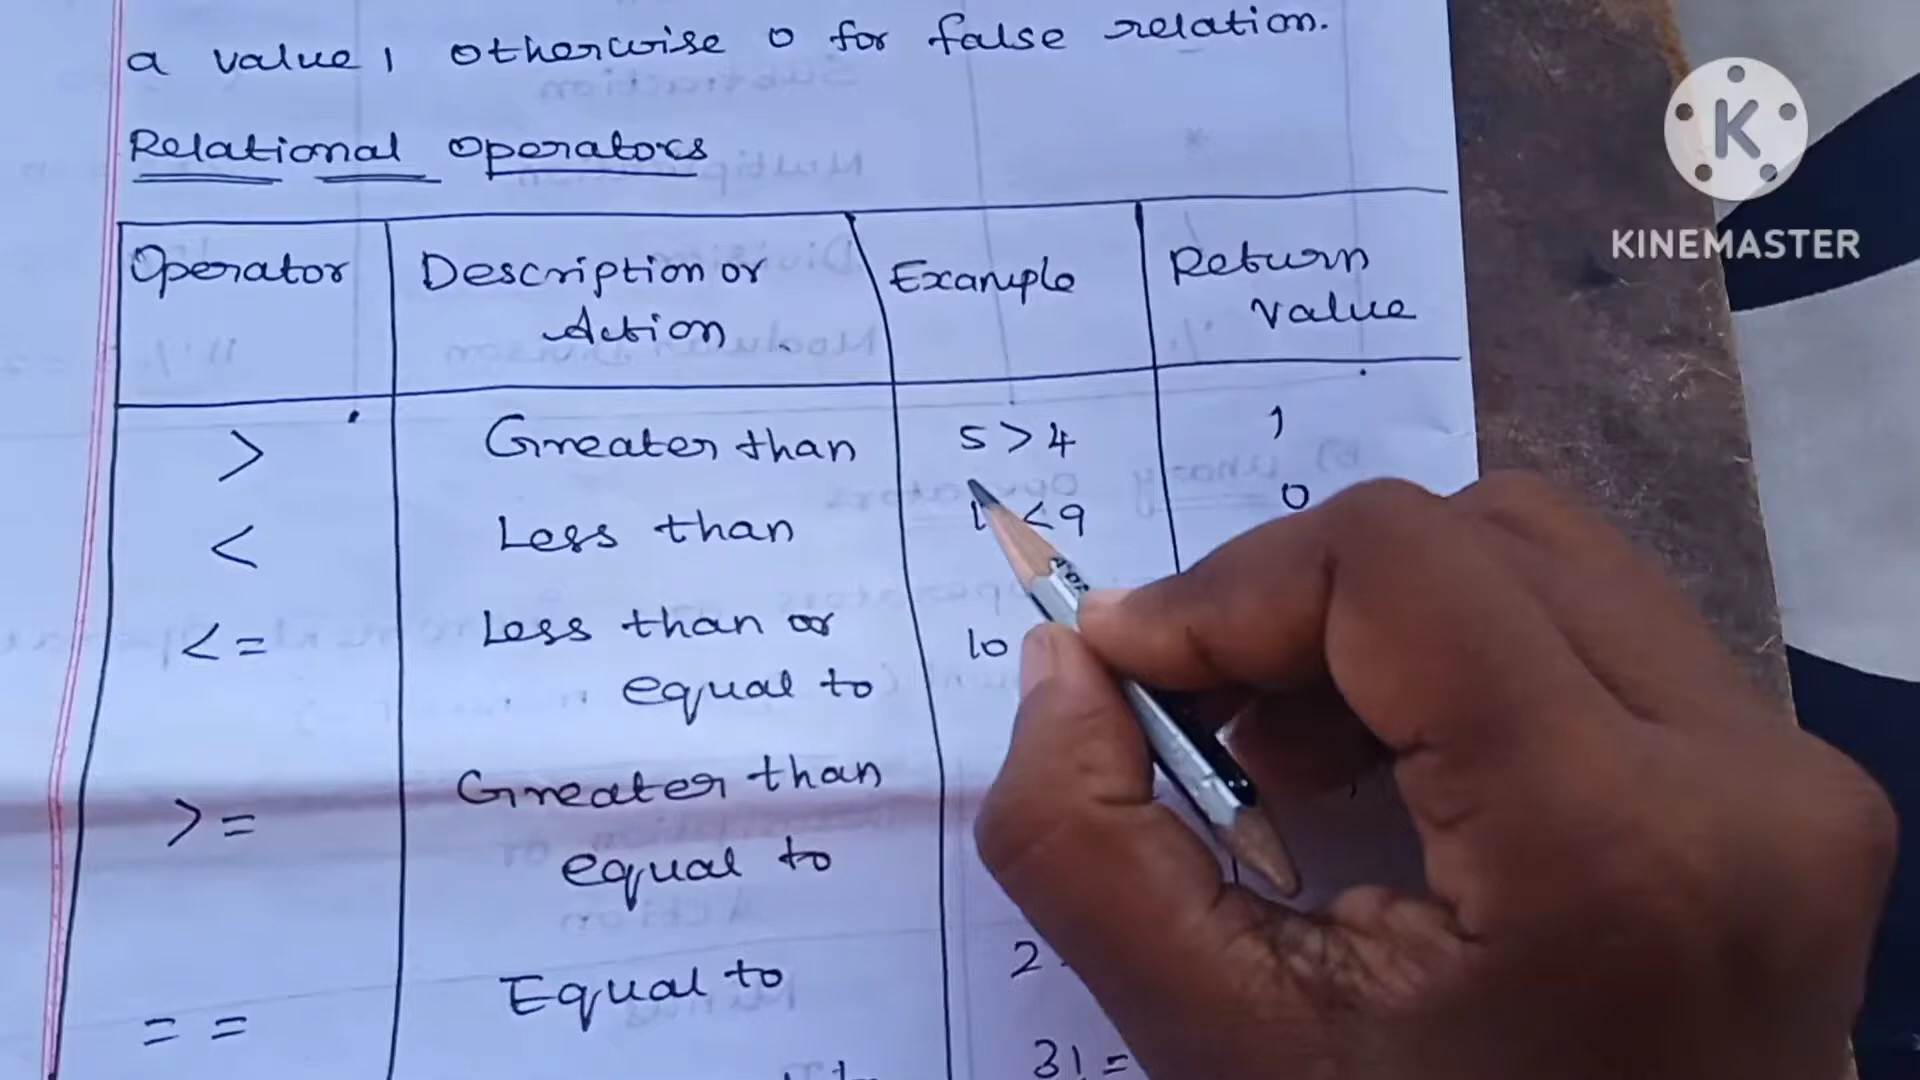 a value 1 otherwise 0 for false relation.
Relational Operators
Operator Description or Action Example Return value
> Greater than 5 > 4 1
< Less than < 9 0
<= Less than or equal to 10
>= Greater than equal to
== Equal to 2
3! =
K
KINEMASTER